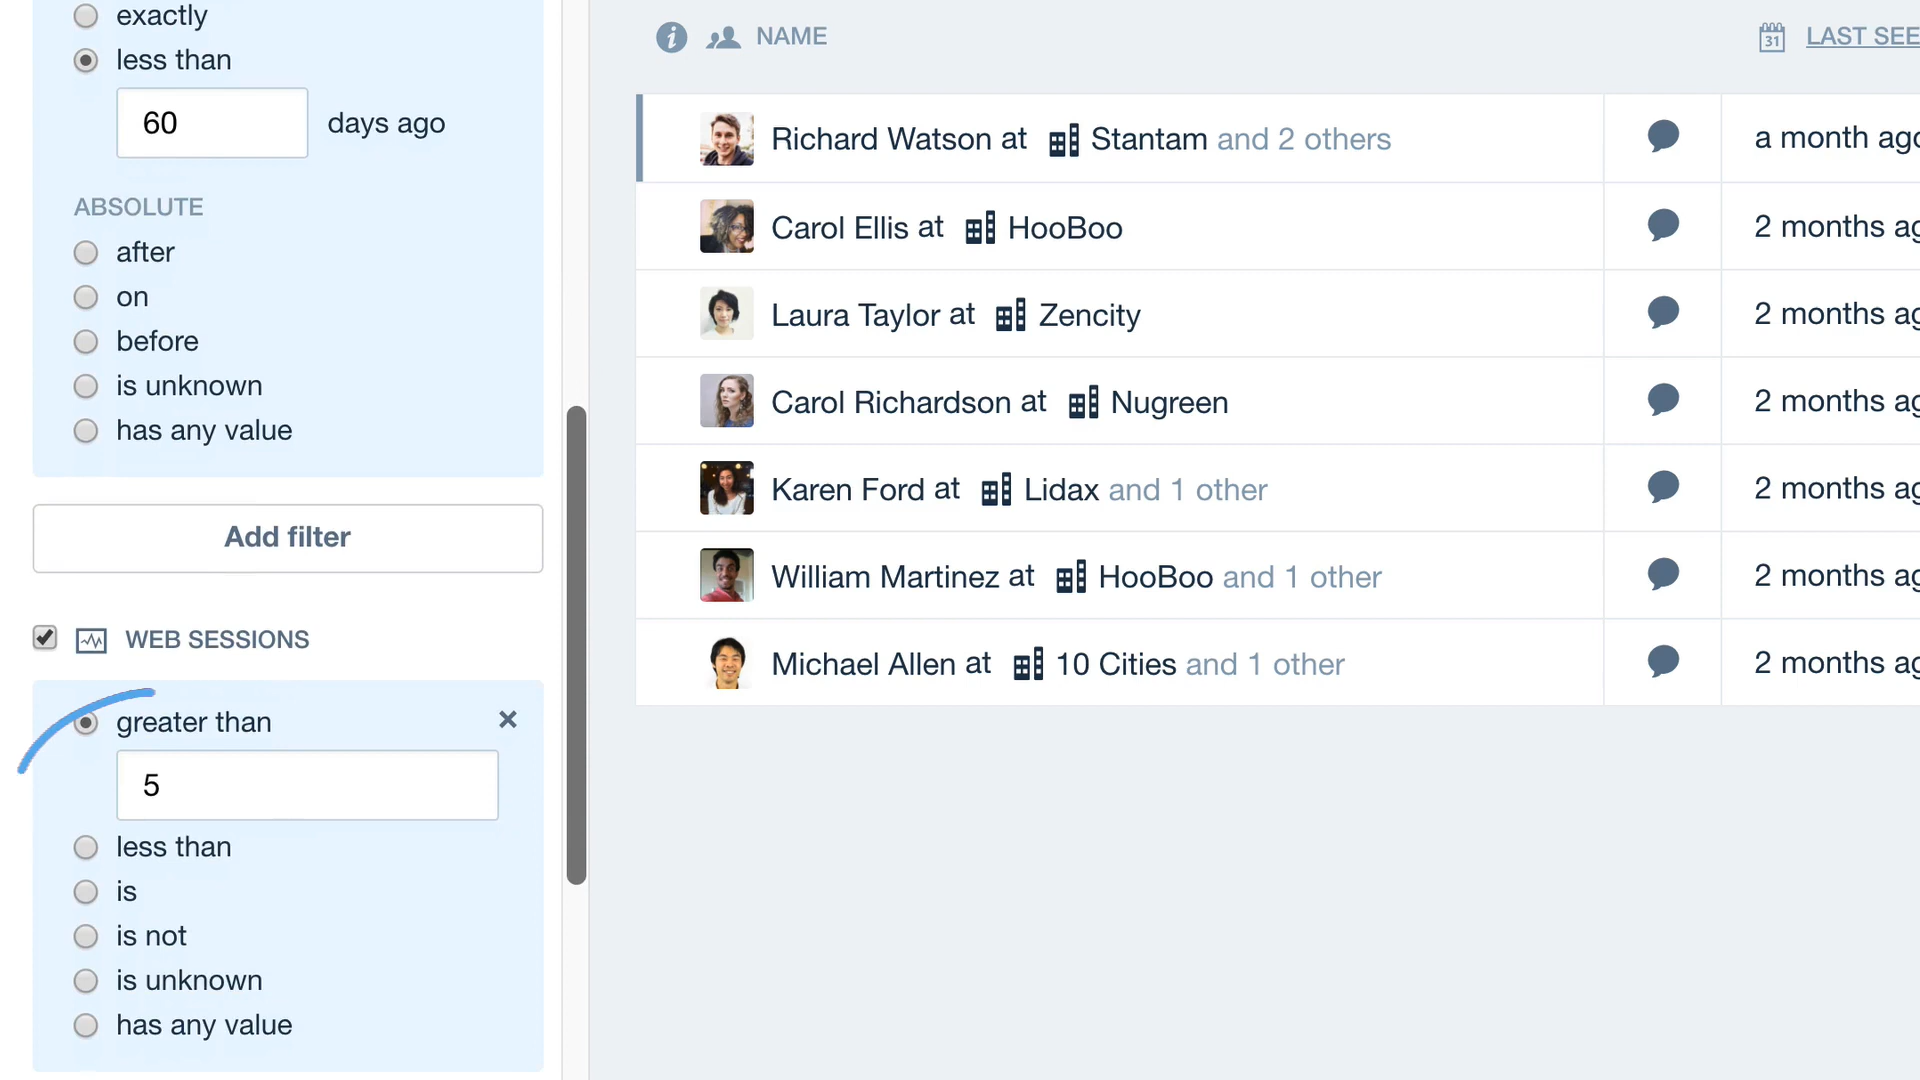 exactly
less than
60 days ago
ABSOLUTE
after
on
before
is unknown
has any value
Add filter
WEB SESSIONS
greater than
5
less than
is
is not
is unknown
has any value
NAME
31 LAST SEE
Richard Watson at Stantam and 2 others
a month ago
Carol Ellis at HooBoo
2 months ag
Laura Taylor at Zencity
2 months ag
Carol Richardson at Nugreen
2 months ag
Karen Ford at Lidax and 1 other
2 months ag
William Martinez at HooBoo and 1 other
2 months ag
Michael Allen at 10 Cities and 1 other
2 months ag